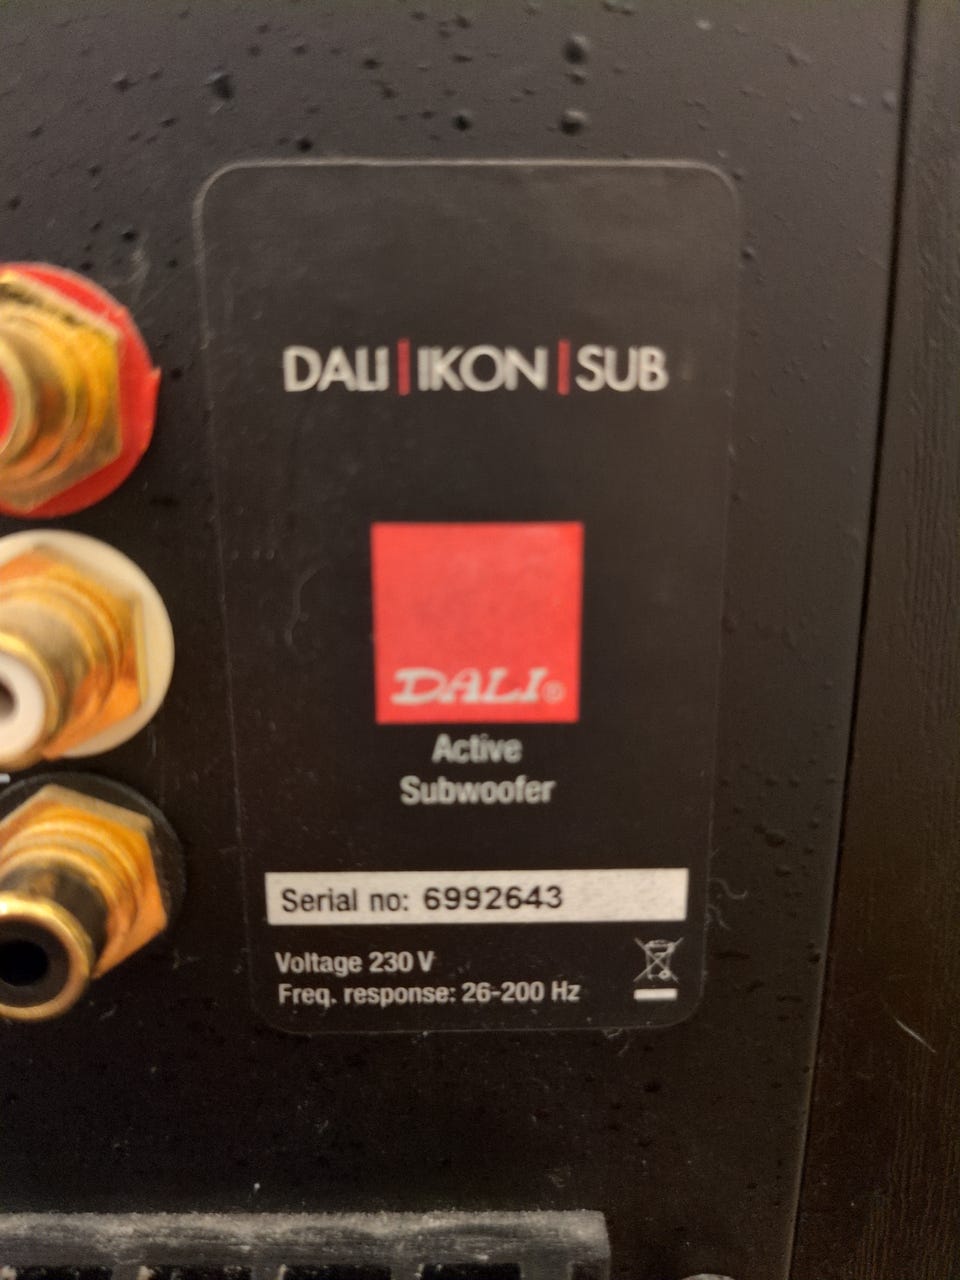 DALI|IKON|SUB
DALI®
Active
Subwoofer
Serial no: 6992643
Voltage 230 V
Freq. response: 26-200 Hz